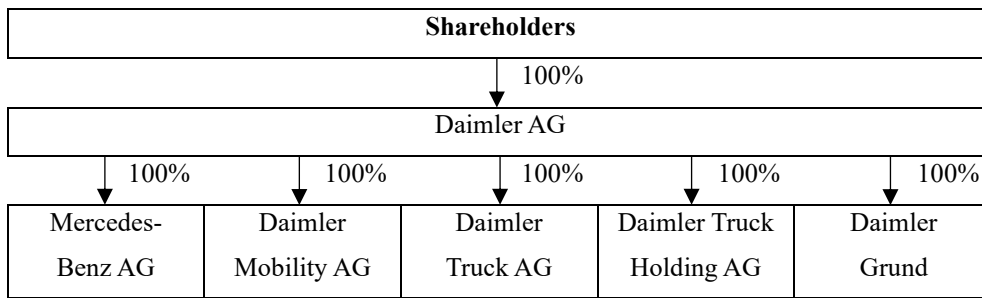 Shareholders
100%
Daimler AG
100% 100% 100% 100% 100%
Mercedes-
Benz AG
Daimler
Mobility AG
Daimler
Truck AG
Daimler Truck
Holding AG
Daimler
Grund